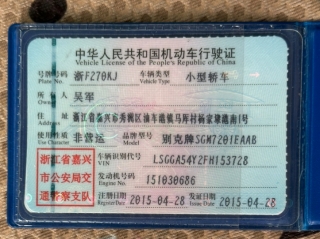 中华人民共和国机动车行驶证
Vehicle License of the People's Republic of China
号牌号码 浙F270KJ 车辆类型 小型轿车
Plate No. Vehicle Type
所有人 吴军
Owner
住址 浙江省嘉兴市秀洲区油车港镇马厍村杨家埭港南1号
Address
使用性质 非营运 品牌型号 别克牌SGM7201EAAB
Use Character Model
浙江省嘉兴 车辆识别代号 LSGGA54Y2FH153728
VIN
市公安局交 发动机号码 151030686
Engine No.
通警察支队 注册日期 2015-04-28 发证日期 2015-04-28
Register Date Issue Date